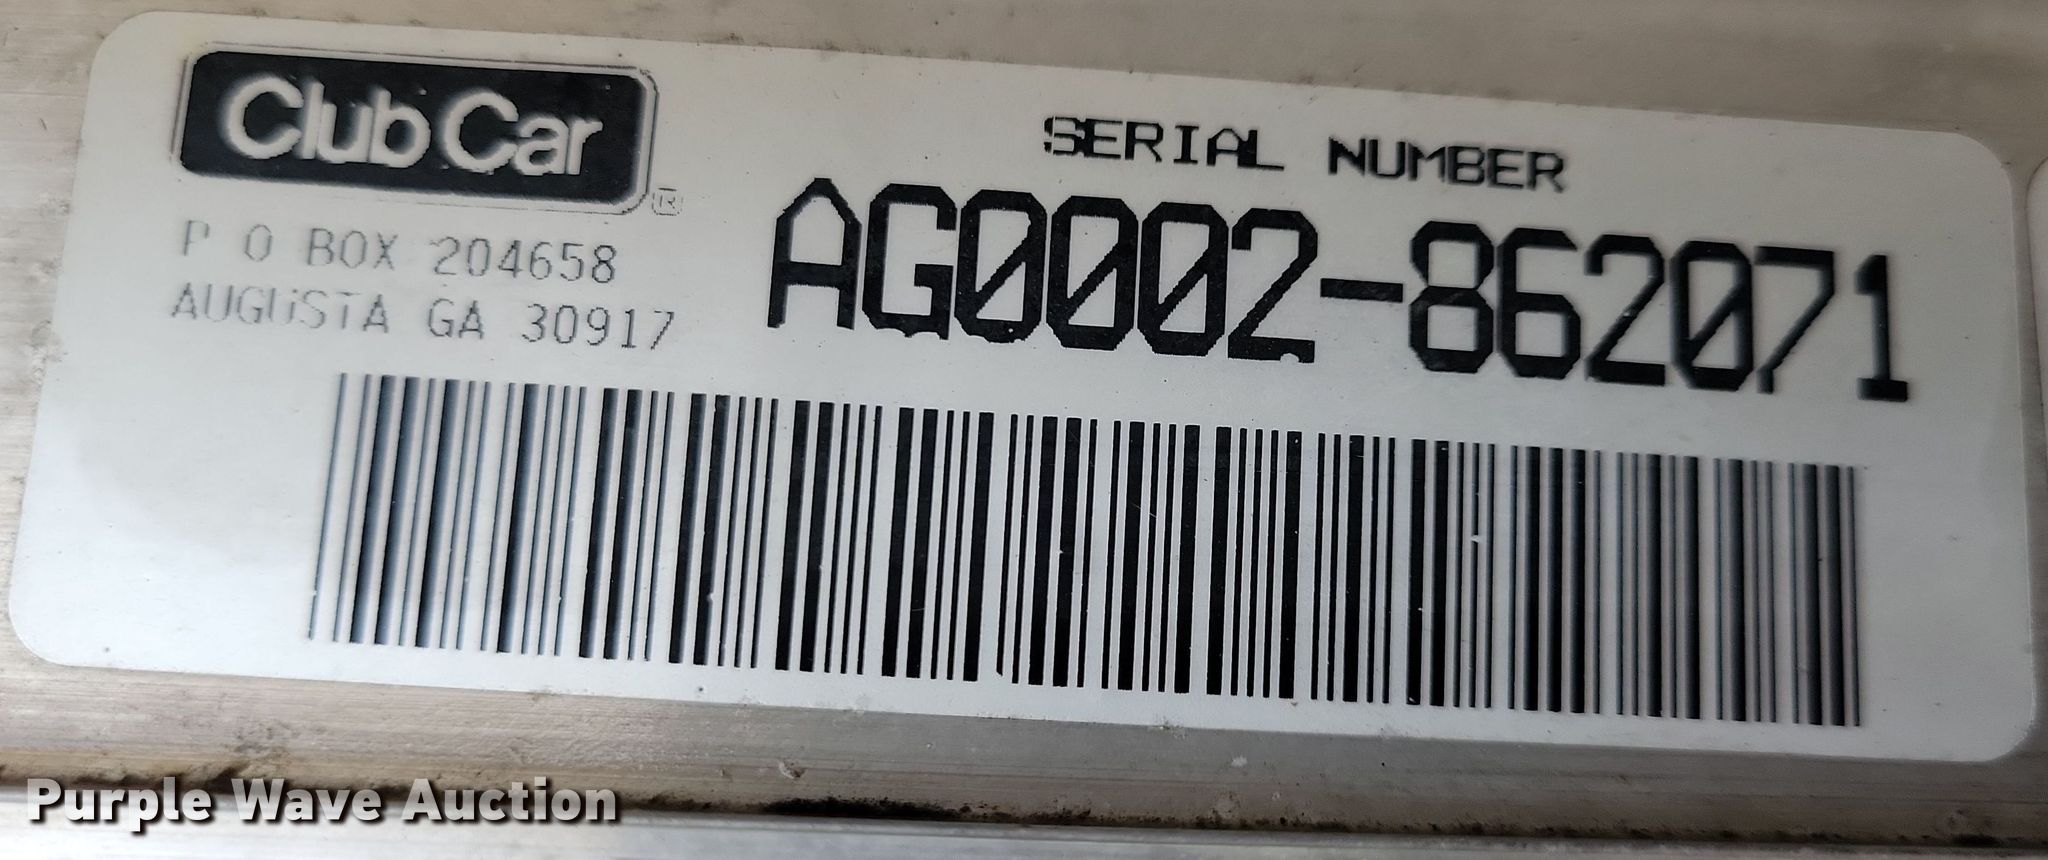 Club Car
®
P O BOX 204658
AUGUSTA GA 30917
SERIAL NUMBER
AG0002-862071
Purple Wave Auction